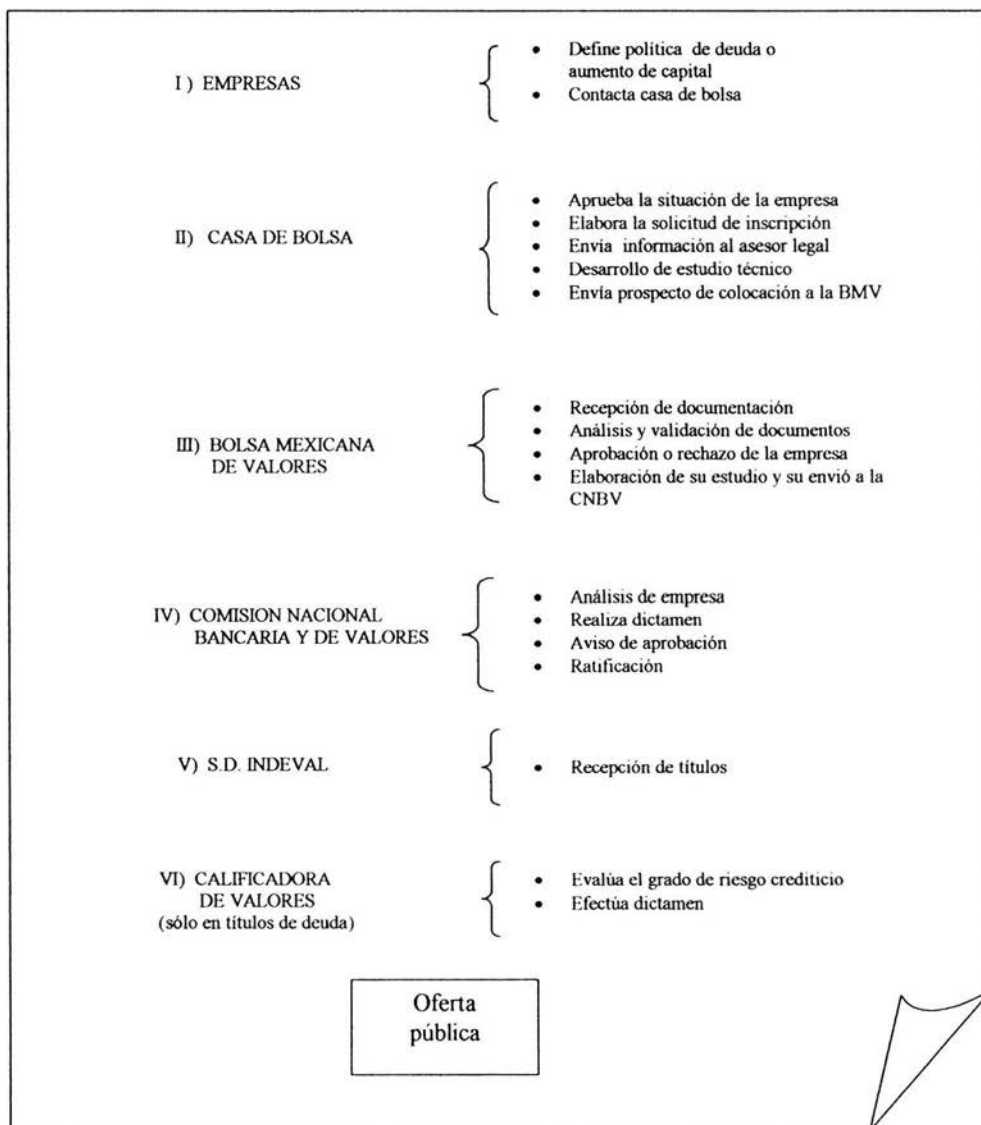 I ) EMPRESAS
• Define política de deuda o
aumento de capital
• Contacta casa de bolsa
II) CASA DE BOLSA
• Aprueba la situación de la empresa
• Elabora la solicitud de inscripción
• Envía información al asesor legal
• Desarrollo de estudio técnico
• Envía prospecto de colocación a la BMV
III) BOLSA MEXICANA
DE VALORES
• Recepción de documentación
• Análisis y validación de documentos
• Aprobación o rechazo de la empresa
• Elaboración de su estudio y su envió a la
CNBV
IV) COMISION NACIONAL
BANCARIA Y DE VALORES
• Análisis de empresa
• Realiza dictamen
• Aviso de aprobación
• Ratificación
V) S.D. INDEVAL
• Recepción de títulos
VI) CALIFICADORA
DE VALORES
(sólo en títulos de deuda)
• Evalúa el grado de riesgo crediticio
• Efectúa dictamen
Oferta
pública